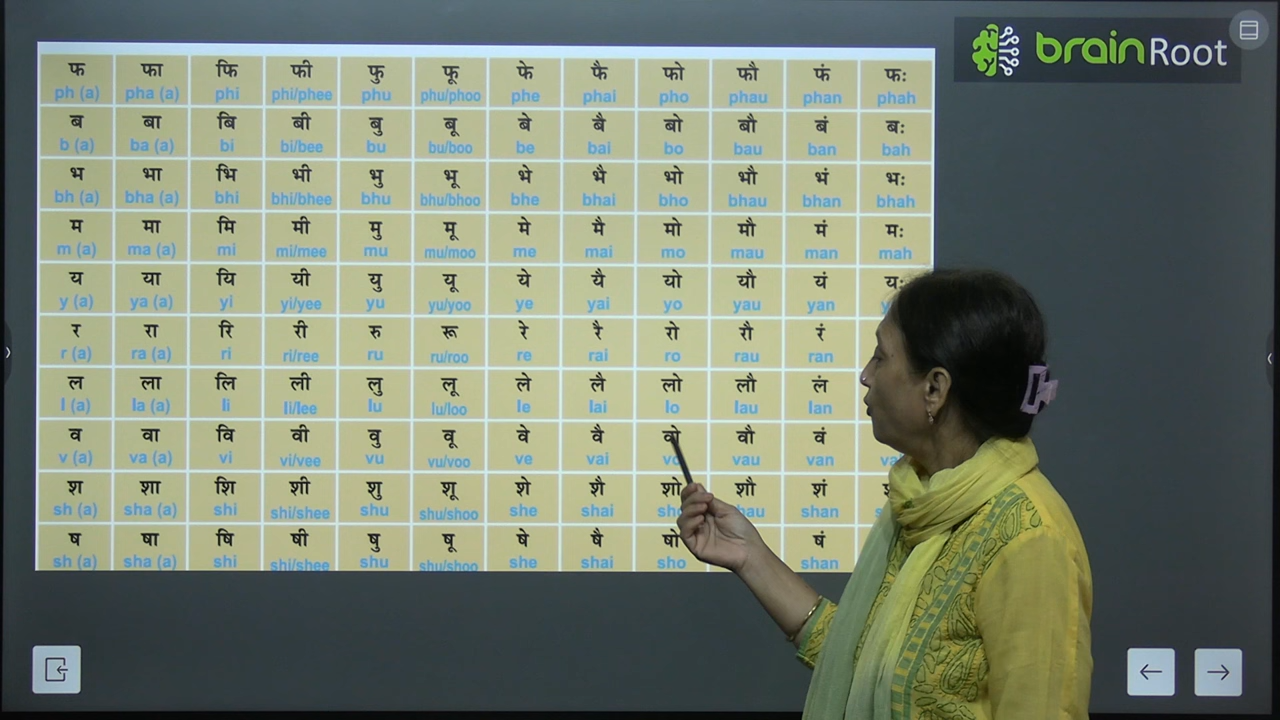 brainRoot
फ फा फि फी फु फू फे फै फो फौ फं फः
ph (a) pha (a) phi phi/phee phu phu/phoo phe phai pho phau phan phah
ब बा बि बी बु बू बे बै बो बौ बं बः
b (a) ba (a) bi bi/bee bu bu/boo be bai bo bau ban bah
भ भा भि भी भु भू भे भै भो भौ भं भः
bh (a) bha (a) bhi bhi/bhee bhu bhu/bhoo bhe bhai bho bhau bhan bhah
म मा मि मी मु मू मे मै मो मौ मं मः
m (a) ma (a) mi mi/mee mu mu/moo me mai mo mau man mah
य या यि यी यु यू ये यै यो यौ यं
y (a) ya (a) yi yi/yee yu yu/yoo ye yai yo yau yan
र रा रि री रु रू रे रै रो रौ रं
r (a) ra (a) ri ri/ree ru ru/roo re rai ro rau ran
ल ला लि ली लु लू ले लै लो लौ लं
l (a) la (a) li li/lee lu lu/loo le lai lo lau lan
व वा वि वी वु वू वे वै वो वौ वं
v (a) va (a) vi vi/vee vu vu/voo ve vai vau van
श शा शि शी शु शू शे शै शो शौ शं
sh (a) sha (a) shi shi/shee shu shu/shoo she shai shan
ष षा षि षी षु षू षे षै षो षं
sh (a) sha (a) shi shi/shee shu shu/shoo she shai sho shan